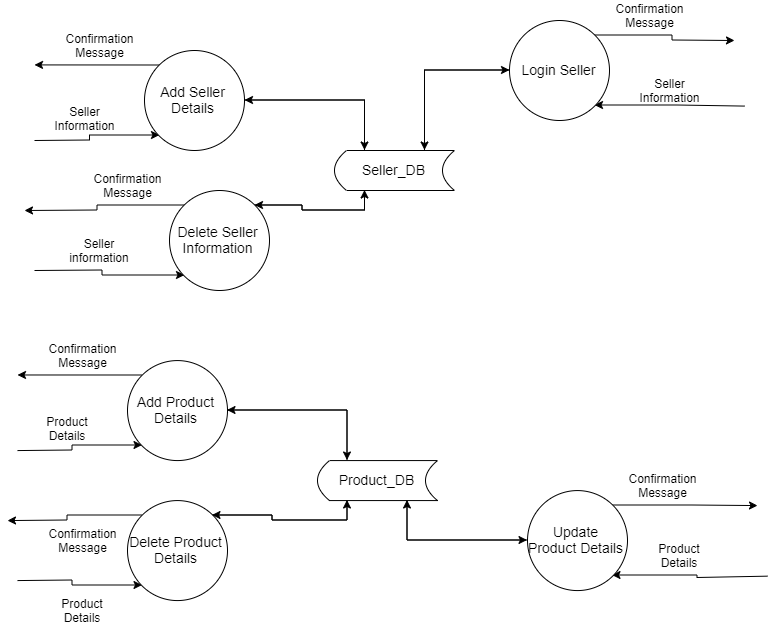 Confirmation
Message
Add Seller
Details
Seller
Information
Confirmation
Message
Login Seller
Seller
Information
Seller_DB
Confirmation
Message
Delete Seller
Information
Seller
information
Confirmation
Message
Add Product
Details
Product
Details
Product_DB
Confirmation
Message
Delete Product
Details
Product
Details
Confirmation
Message
Update
Product Details
Product
Details